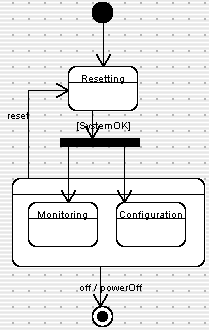 Resetting
[SystemOK]
reset
Monitoring
Configuration
off / powerOff